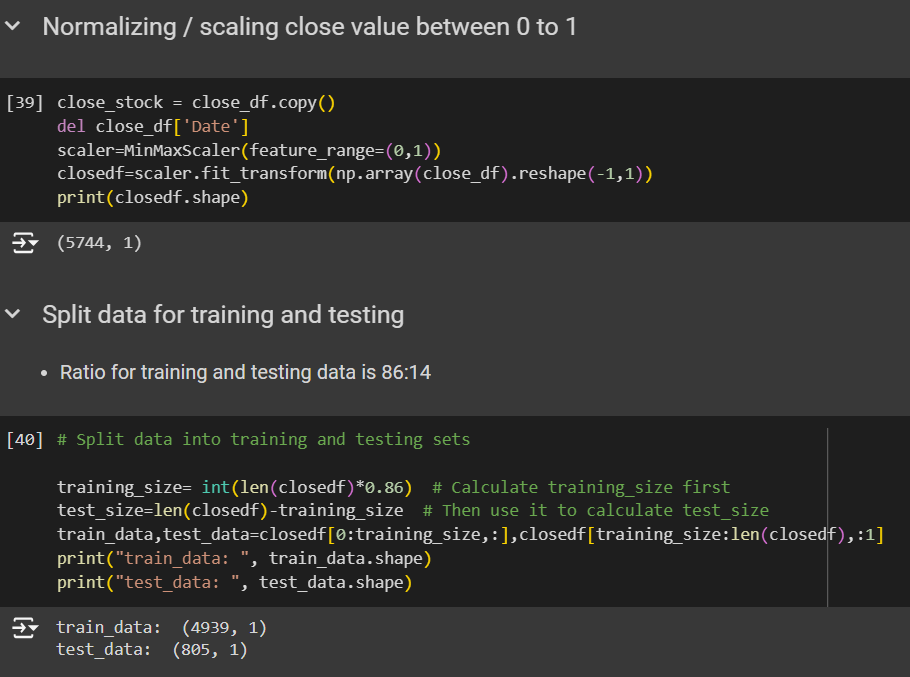 Normalizing / scaling close value between 0 to 1
[39] close_stock = close_df.copy()
del close_df['Date']
scaler=MinMaxScaler(feature_range=(0,1))
closedf=scaler.fit_transform(np.array(close_df).reshape(-1,1))
print(closedf.shape)
(5744, 1)
Split data for training and testing
• Ratio for training and testing data is 86:14
[40] # Split data into training and testing sets
training_size= int(len(closedf)*0.86)  # Calculate training_size first
test_size=len(closedf)-training_size  # Then use it to calculate test_size
train_data,test_data=closedf[0:training_size,:],closedf[training_size:len(closedf),:1]
print("train_data: ", train_data.shape)
print("test_data: ", test_data.shape)
train_data:  (4939, 1)
test_data:  (805, 1)